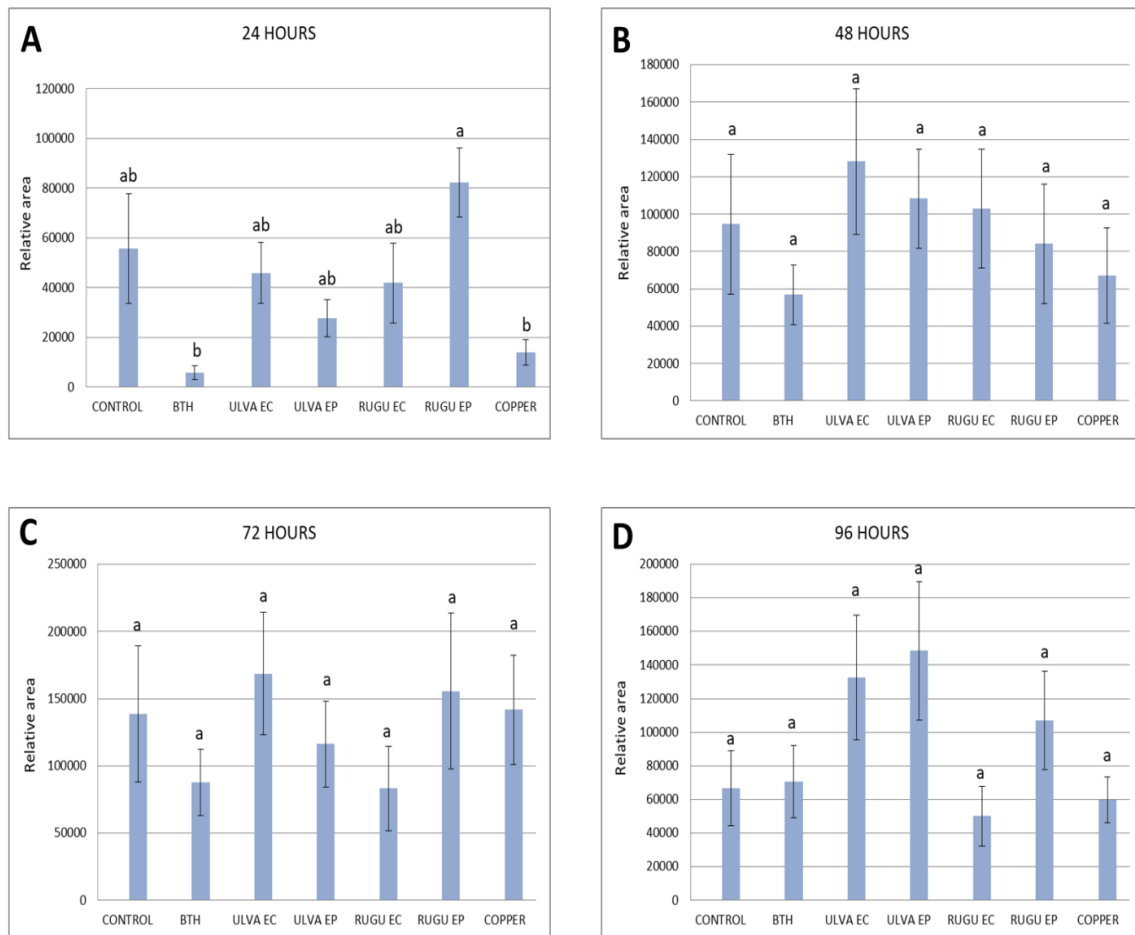 A
24 HOURS
120000
100000
80000
60000
40000
20000
0
Relative area
ab
b
ab
ab
ab
a
b
CONTROL BTH ULVA EC ULVA EP RUGU EC RUGU EP COPPER
B
48 HOURS
180000
160000
140000
120000
100000
80000
60000
40000
20000
0
Relative area
a
a
a
a
a
a
a
CONTROL BTH ULVA EC ULVA EP RUGU EC RUGU EP COPPER
C
72 HOURS
250000
200000
150000
100000
50000
0
Relative area
a
a
a
a
a
a
a
CONTROL BTH ULVA EC ULVA EP RUGU EC RUGU EP COPPER
D
96 HOURS
200000
180000
160000
140000
120000
100000
80000
60000
40000
20000
0
Relative area
a
a
a
a
a
a
a
CONTROL BTH ULVA EC ULVA EP RUGU EC RUGU EP COPPER